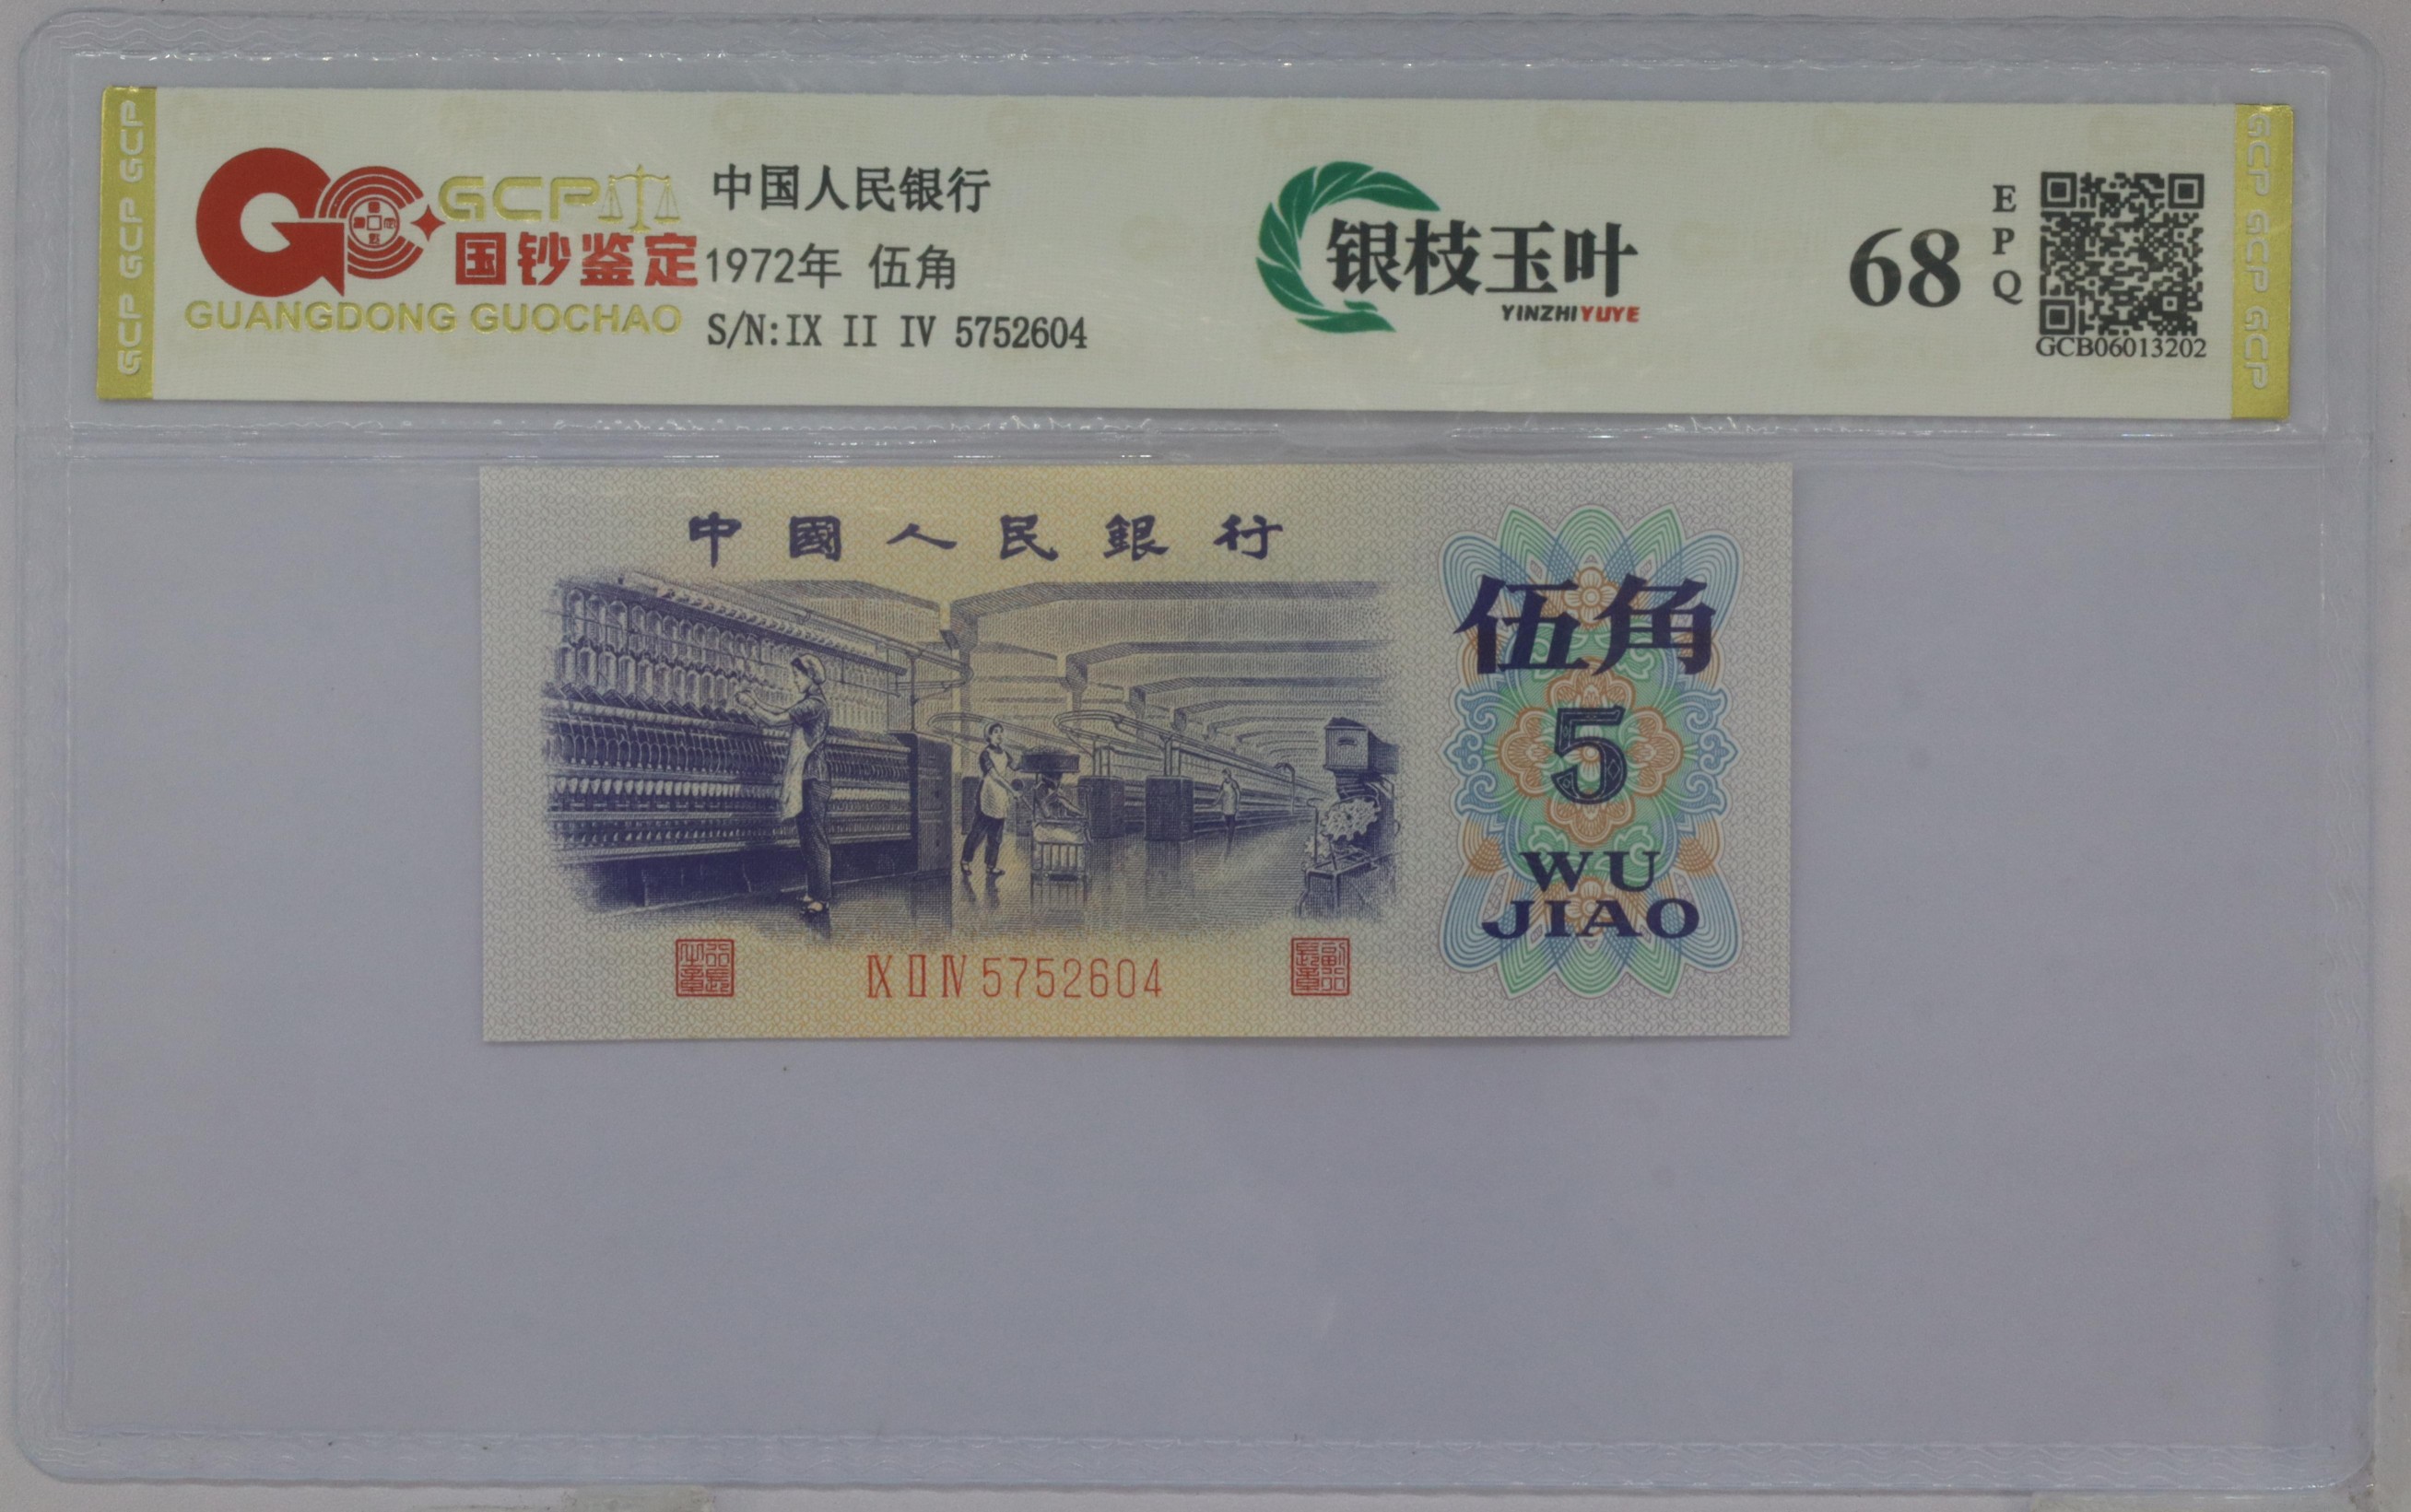 GCP GCP GCP
GCP
国钞鉴定
GUANGDONG GUOCHAO
中国人民银行
1972年 伍角
S/N:IX II IV 5752604
银枝玉叶
YINZHIYUYE
68
EPQ
GCB06013202
GCP GCP GCP
中國人民銀行
伍角
5
WU
JIAO
IX II IV 5752604